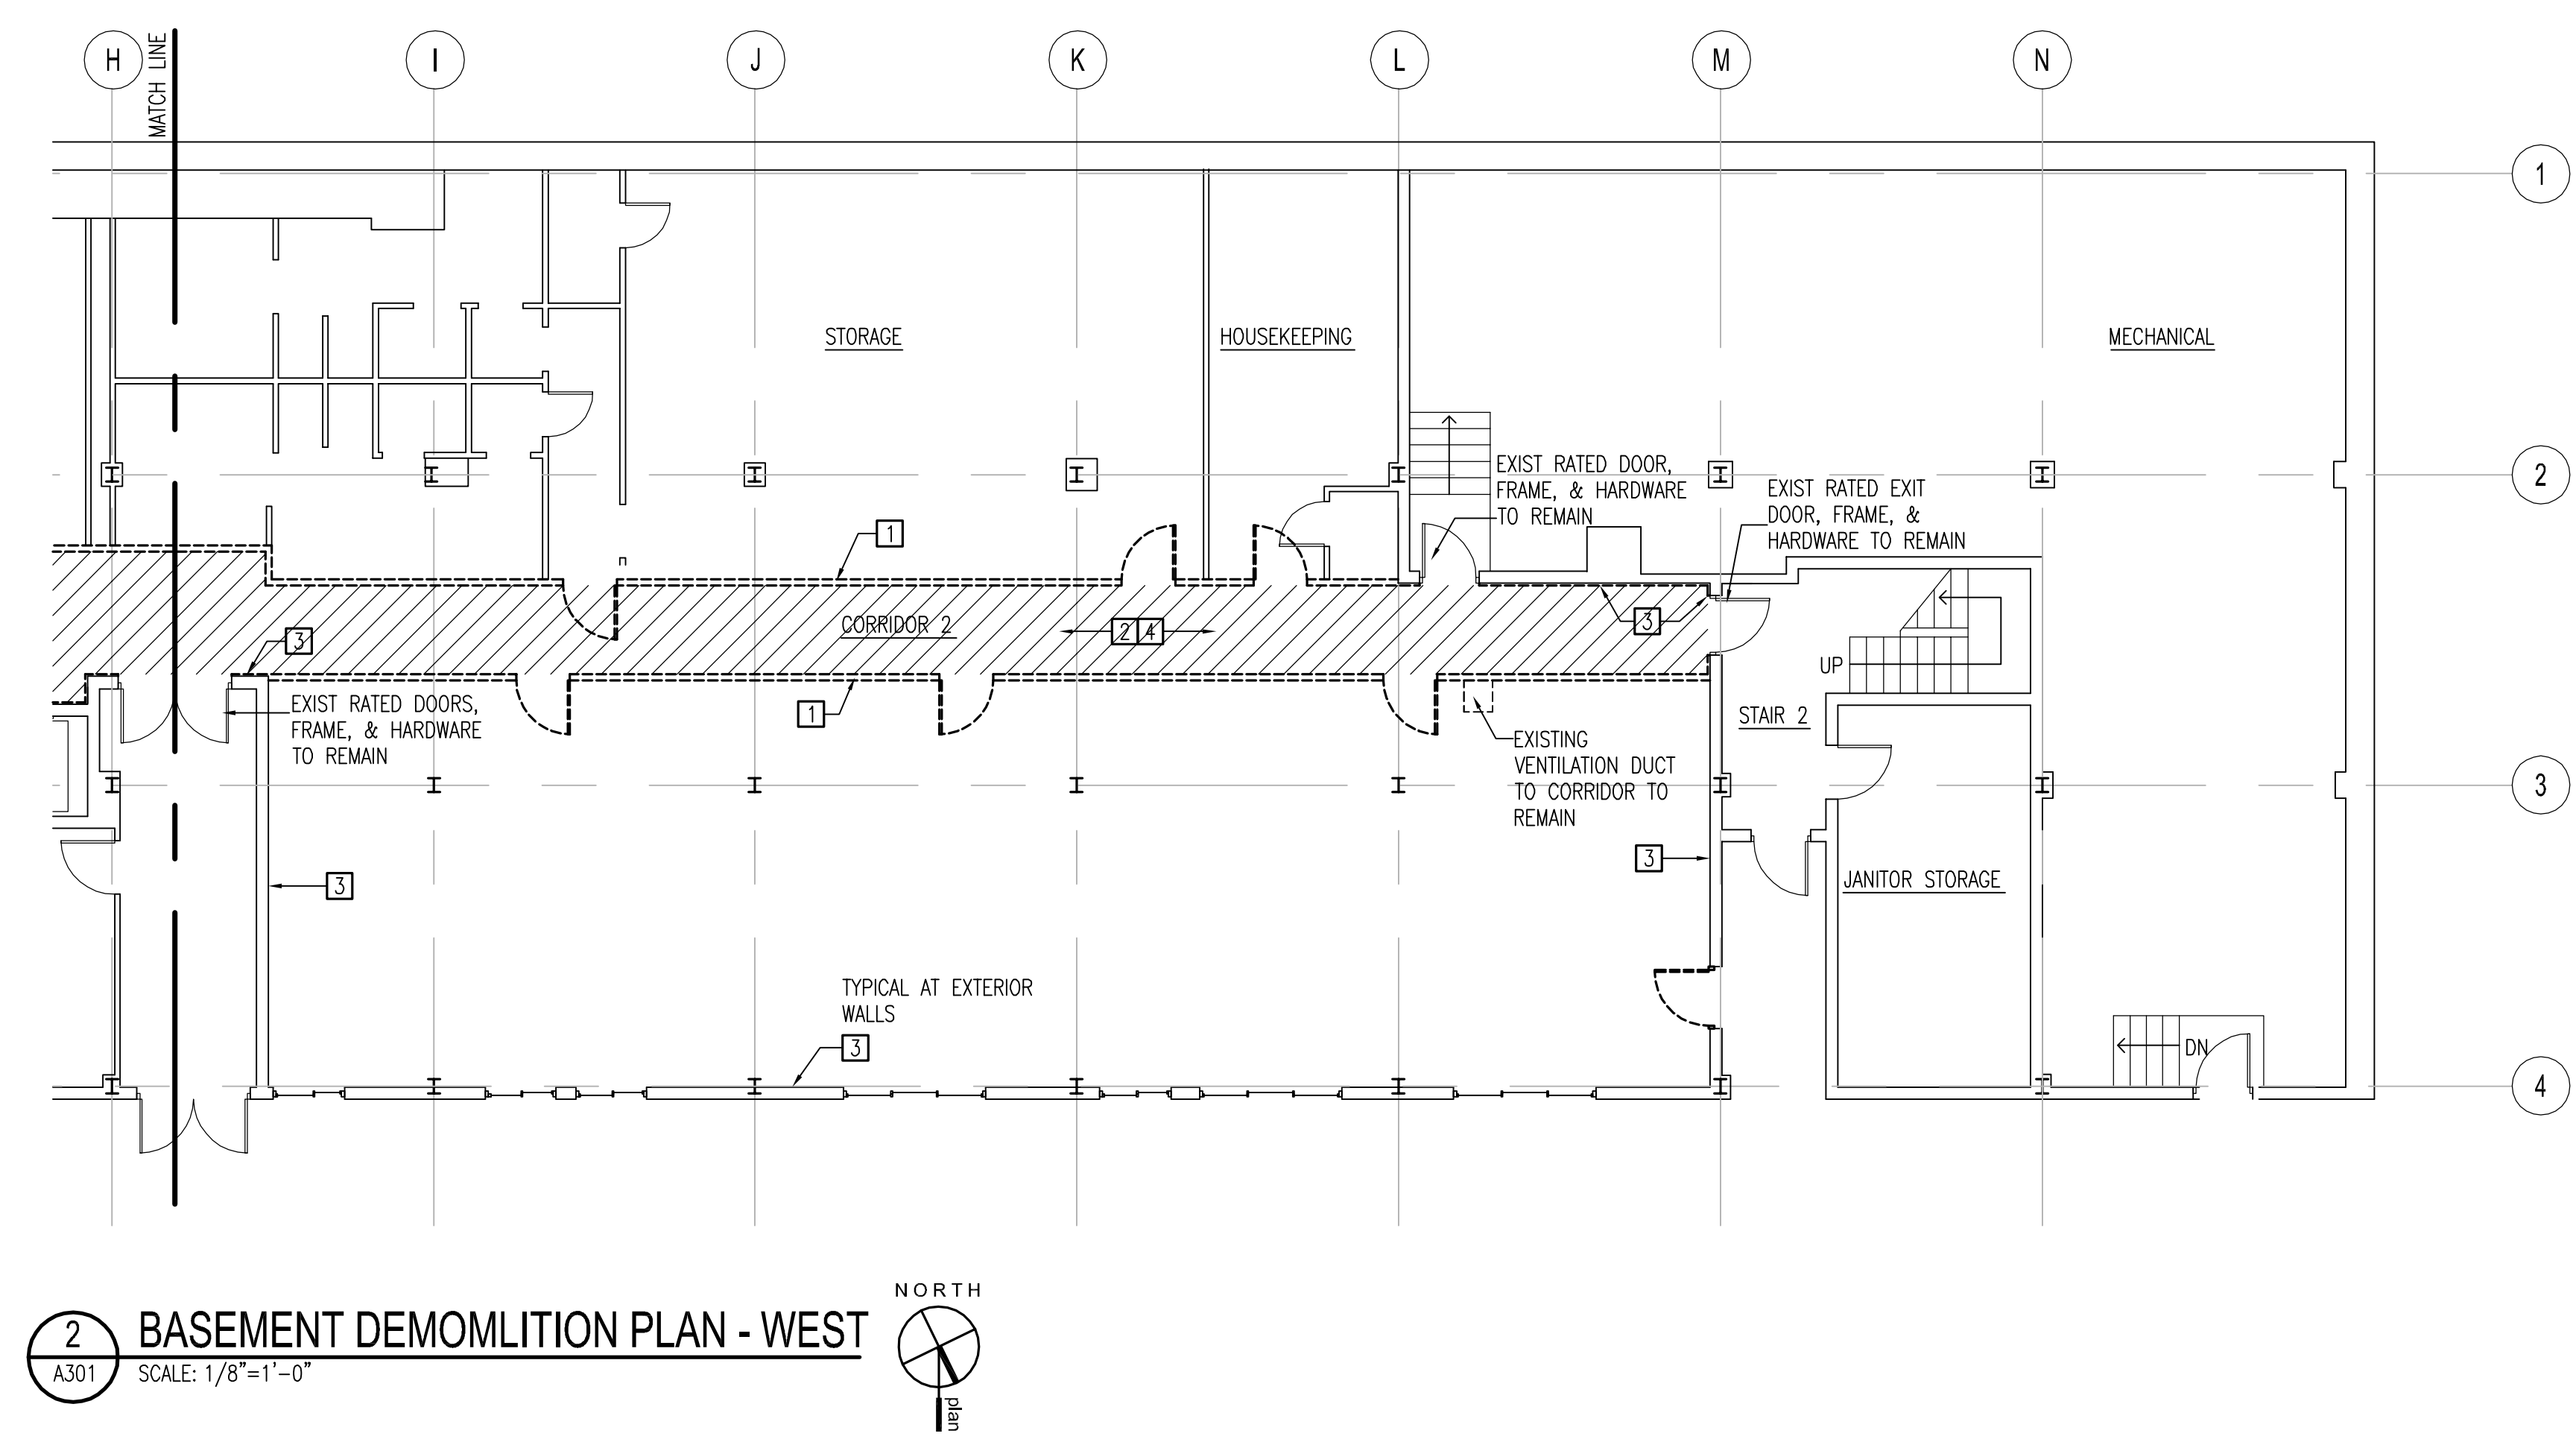 H
I
J
K
L
M
N
MATCH LINE
1
STORAGE
HOUSEKEEPING
MECHANICAL
EXIST RATED DOOR,
FRAME, & HARDWARE
TO REMAIN
2
EXIST RATED EXIT
DOOR, FRAME, &
HARDWARE TO REMAIN
1
CORRIDOR 2
2 4
3
3
UP
EXIST RATED DOORS,
FRAME, & HARDWARE
TO REMAIN
1
STAIR 2
EXISTING
VENTILATION DUCT
TO CORRIDOR TO
REMAIN
3
3
3
JANITOR STORAGE
TYPICAL AT EXTERIOR
WALLS
3
DN
4
NORTH
plan
2
A301
BASEMENT DEMOMLITION PLAN - WEST
SCALE: 1/8"=1'-0"